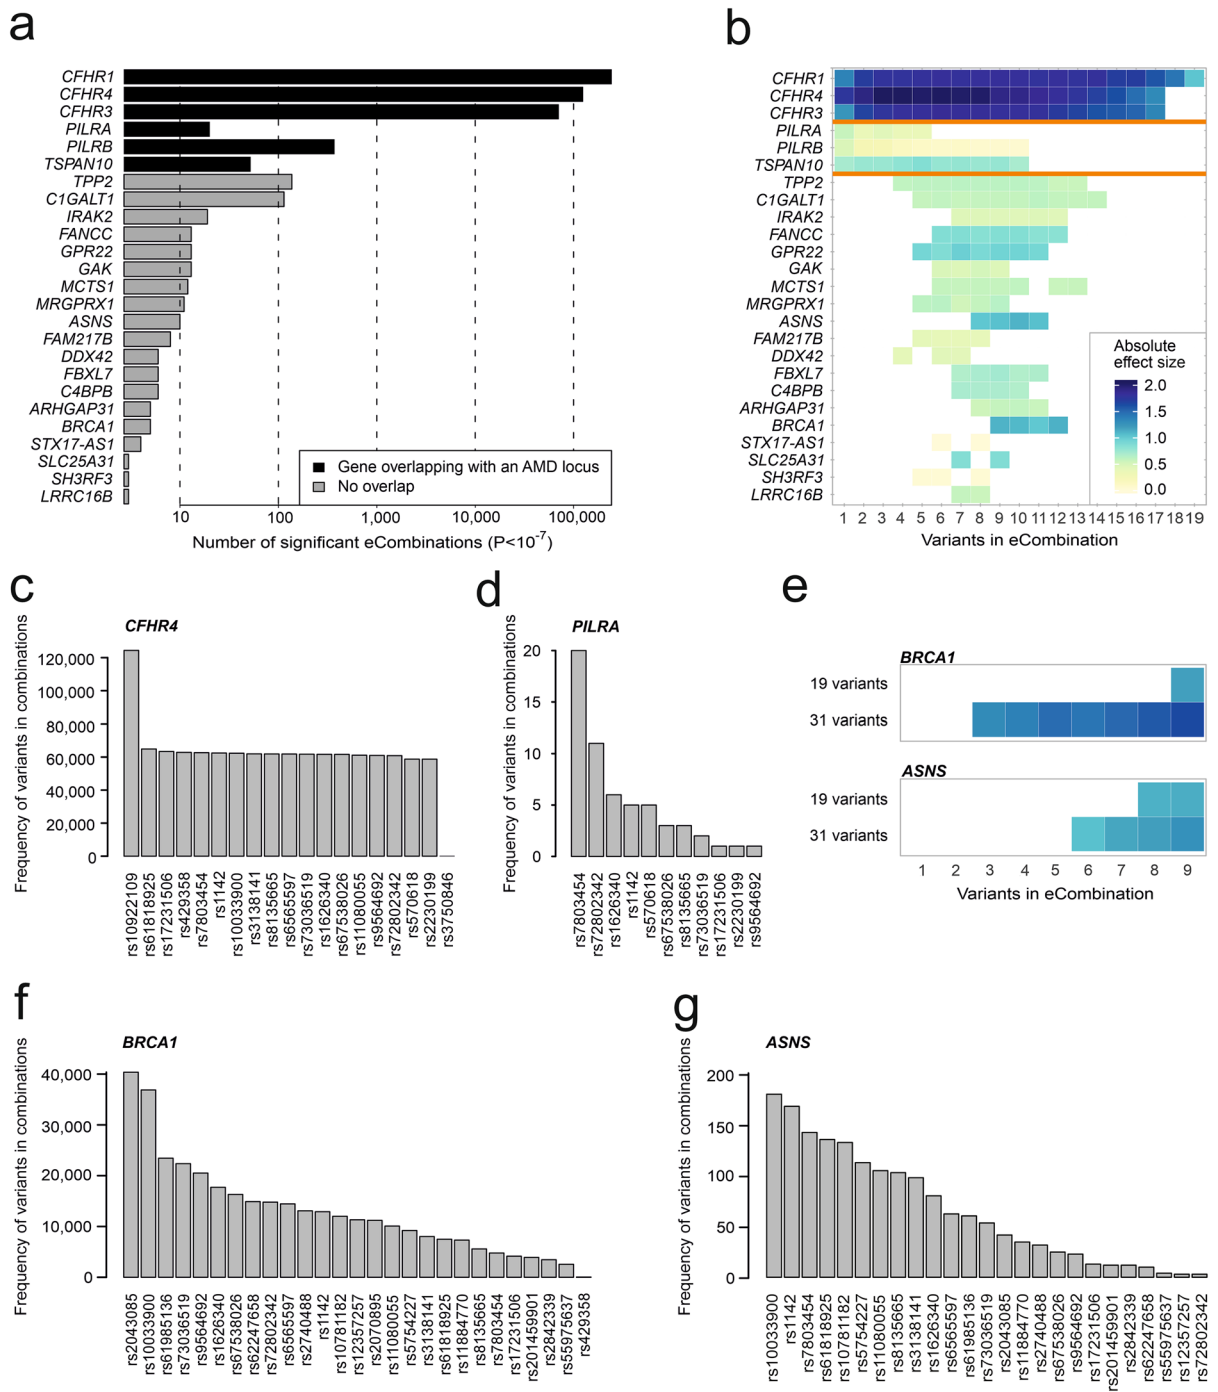 a
CFHR1
CFHR4
CFHR3
PILRA
PILRB
TSPAN10
TPP2
C1GALT1
IRAK2
FANCC
GPR22
GAK
MCTS1
MRGPRX1
ASNS
FAM217B
DDX42
FBXL7
C4BPB
ARHGAP31
BRCA1
STX17-AS1
SLC25A31
SH3RF3
LRRC16B
Gene overlapping with an AMD locus
No overlap
10 100 1,000 10,000 100,000
Number of significant eCombinations (P<10-7)
b
CFHR1
CFHR4
CFHR3
PILRA
PILRB
TSPAN10
TPP2
C1GALT1
IRAK2
FANCC
GPR22
GAK
MCTS1
MRGPRX1
ASNS
FAM217B
DDX42
FBXL7
C4BPB
ARHGAP31
BRCA1
STX17-AS1
SLC25A31
SH3RF3
LRRC16B
Absolute
effect size
2.0
1.5
1.0
0.5
0.0
1 2 3 4 5 6 7 8 9 10 11 12 13 14 15 16 17 18 19
Variants in eCombination
c
CFHR4
Frequency of variants in combinations
120,000
100,000
80,000
60,000
40,000
20,000
0
rs10922109
rs61818925
rs17231506
rs429358
rs7803454
rs1142
rs10033900
rs3138141
rs8135665
rs6565597
rs73036519
rs1626340
rs67538026
rs11080055
rs9564692
rs72802342
rs570618
rs2230199
rs3750846
d
PILRA
Frequency of variants in combinations
20
15
10
5
0
rs7803454
rs72802342
rs1626340
rs1142
rs570618
rs67538026
rs8135665
rs73036519
rs17231506
rs2230199
rs9564692
e
BRCA1
19 variants
31 variants
ASNS
19 variants
31 variants
1 2 3 4 5 6 7 8 9
Variants in eCombination
f
BRCA1
Frequency of variants in combinations
40,000
30,000
20,000
10,000
0
rs2043085
rs10033900
rs61985136
rs73036519
rs9564692
rs1626340
rs67538026
rs62247658
rs72802342
rs6565597
rs2740488
rs1142
rs10781182
rs12357257
rs2070895
rs11080055
rs5754227
rs3138141
rs61818925
rs11884770
rs8135665
rs7803454
rs17231506
rs201459901
rs2842339
rs55975637
rs429358
g
ASNS
Frequency of variants in combinations
200
150
100
50
0
rs10033900
rs1142
rs7803454
rs61818925
rs10781182
rs5754227
rs11080055
rs8135665
rs3138141
rs1626340
rs6565597
rs61985136
rs73036519
rs2043085
rs11884770
rs2740488
rs67538026
rs9564692
rs17231506
rs201459901
rs2842339
rs62247658
rs55975637
rs12357257
rs72802342